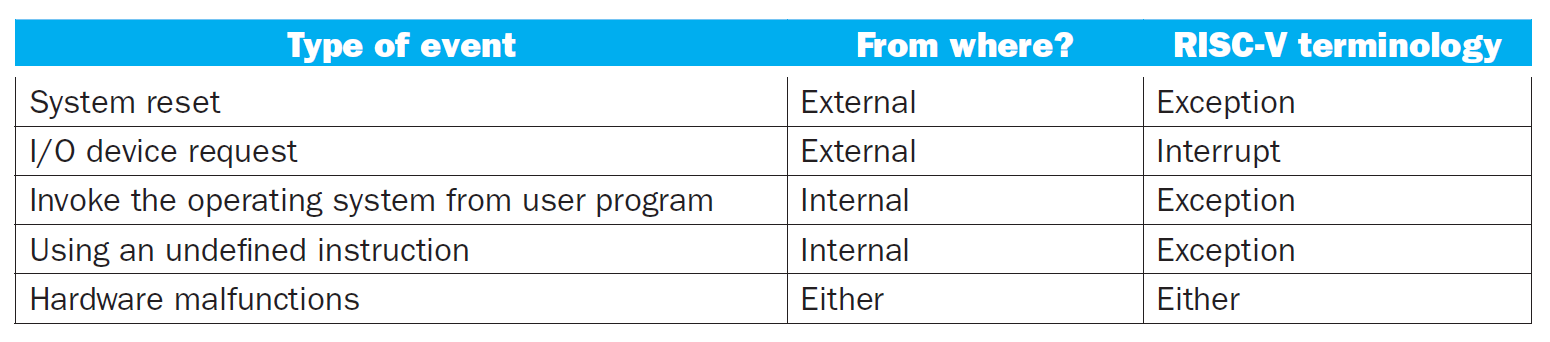 Type of event From where? RISC-V terminology
System reset External Exception
I/O device request External Interrupt
Invoke the operating system from user program Internal Exception
Using an undefined instruction Internal Exception
Hardware malfunctions Either Either